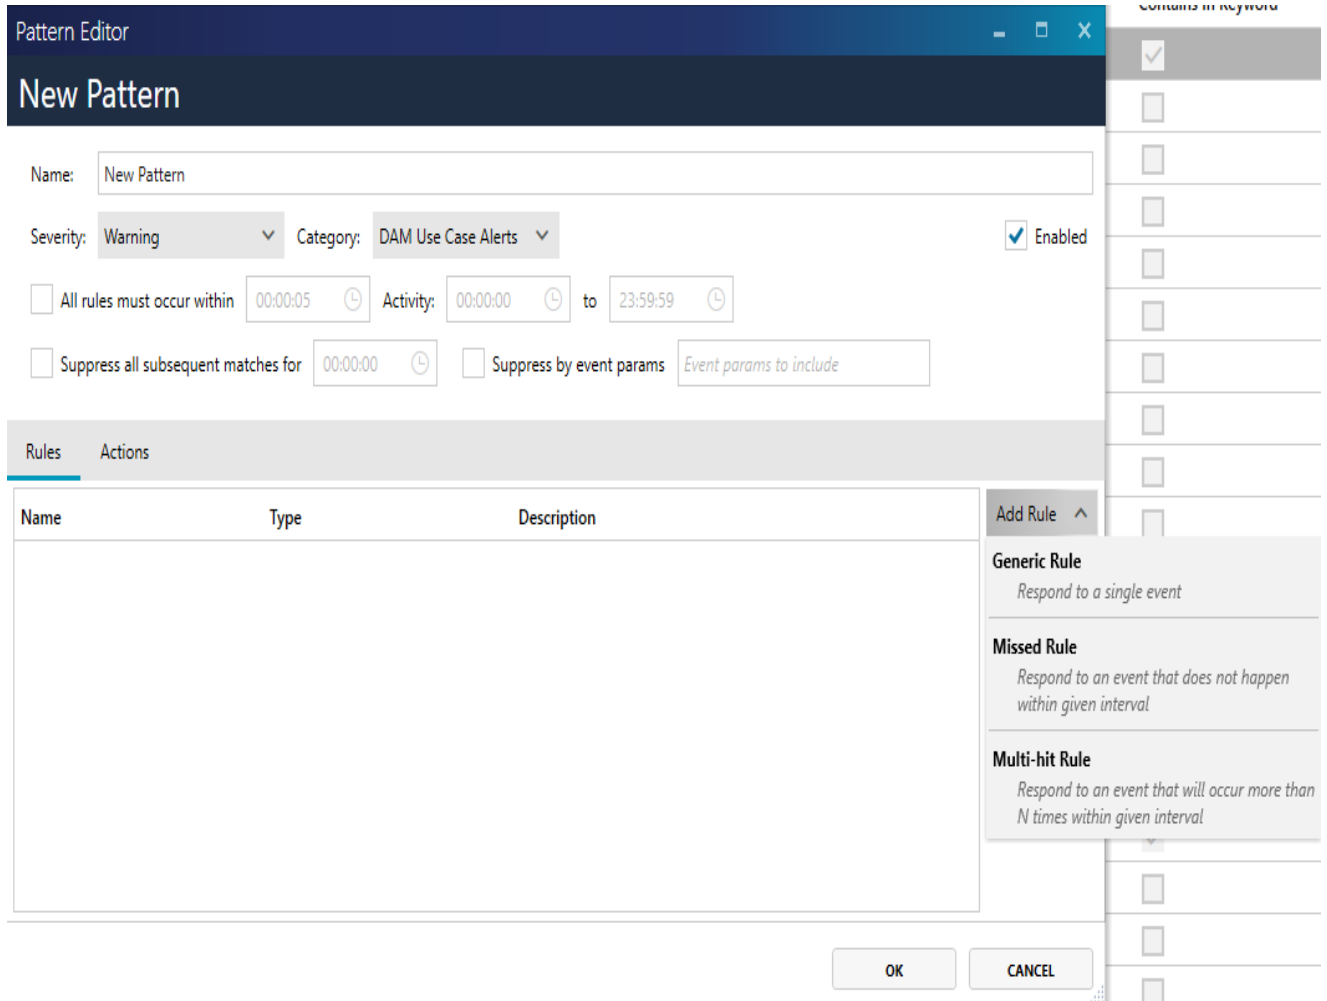 Contains in Keyword
Pattern Editor
New Pattern
Name: New Pattern
Severity: Warning Category: DAM Use Case Alerts Enabled
All rules must occur within 00:00:05 Activity: 00:00:00 to 23:59:59
Suppress all subsequent matches for 00:00:00 Suppress by event params Event params to include
Rules Actions
Name Type Description Add Rule
Generic Rule
Respond to a single event
Missed Rule
Respond to an event that does not happen
within given interval
Multi-hit Rule
Respond to an event that will occur more than
N times within given interval
OK CANCEL